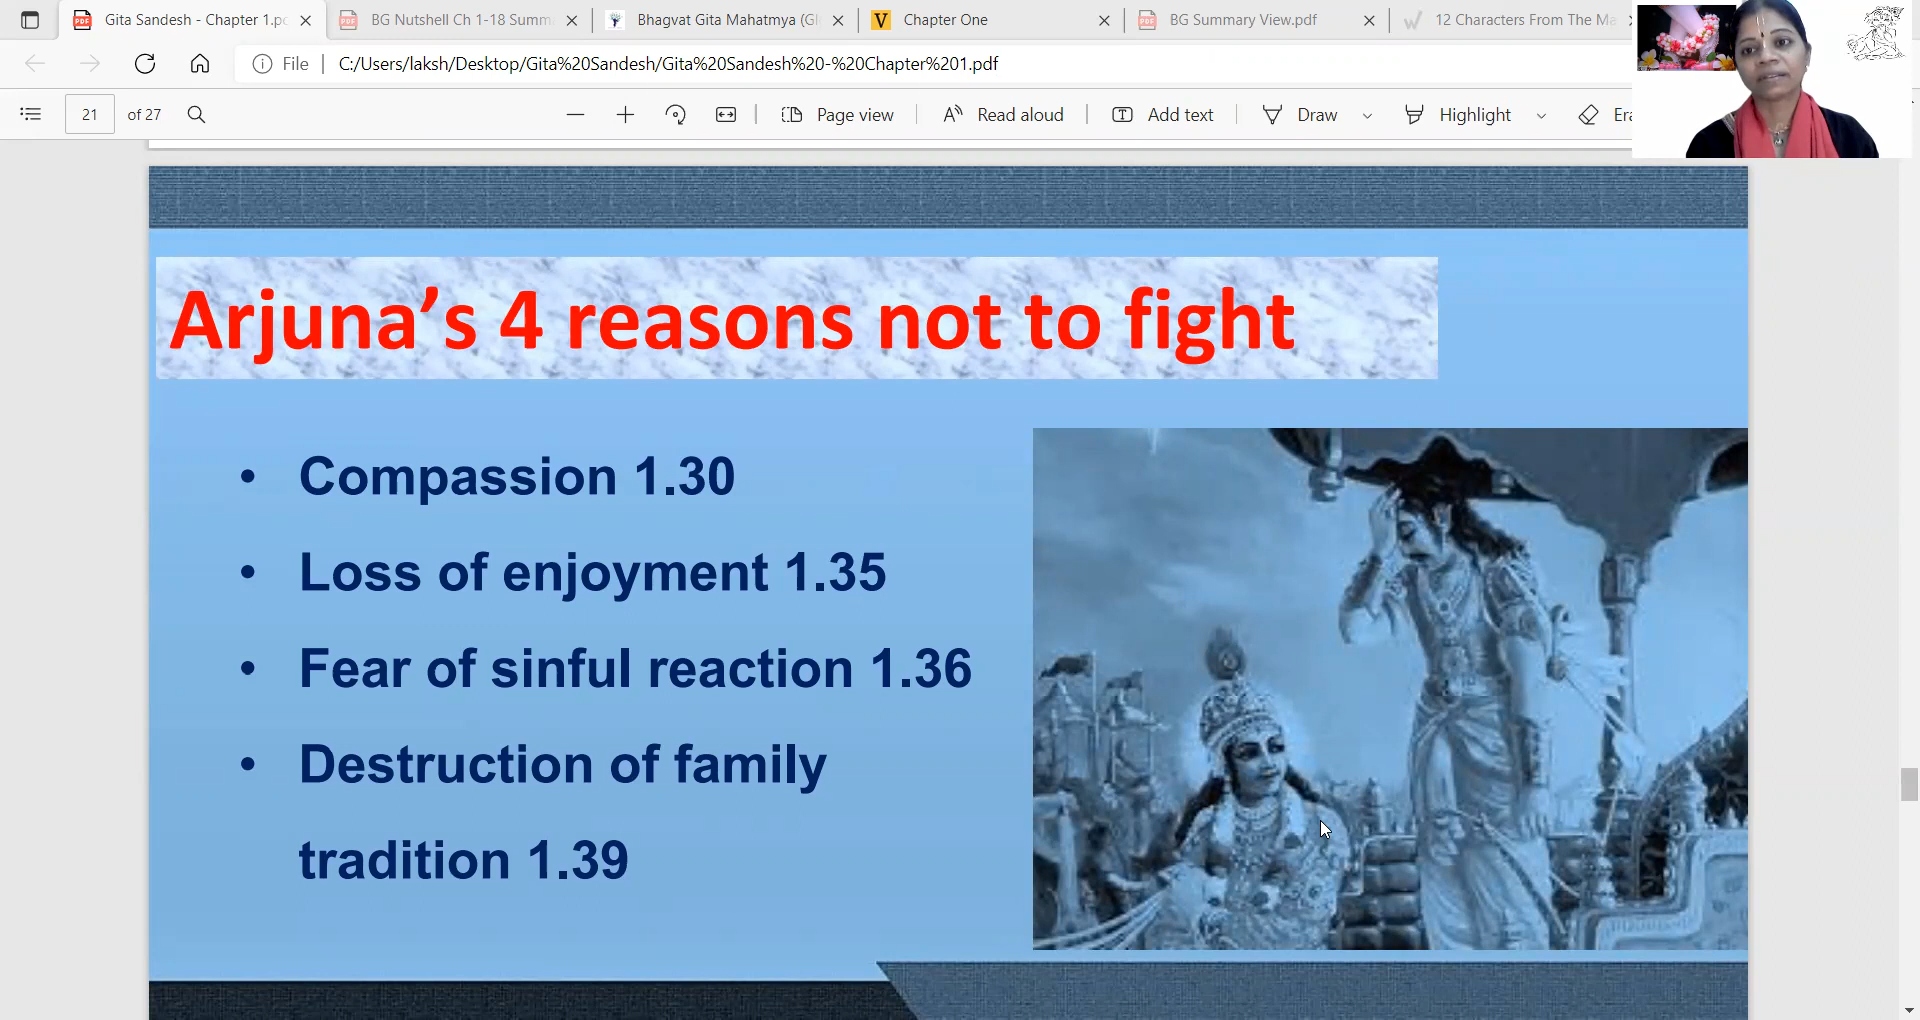 Gita Sandesh - Chapter 1.pd
BG Nutshell Ch 1-18 Summ
Bhagvat Gita Mahatmya (Gl
Chapter One
BG Summary View.pdf
12 Characters From The Ma
File
C:/Users/laksh/Desktop/Gita%20Sandesh/Gita%20Sandesh%20-%20Chapter%201.pdf
21 of 27
Page view
Read aloud
Add text
Draw
Highlight
Era
Arjuna’s 4 reasons not to fight
• Compassion 1.30
• Loss of enjoyment 1.35
• Fear of sinful reaction 1.36
• Destruction of family
tradition 1.39